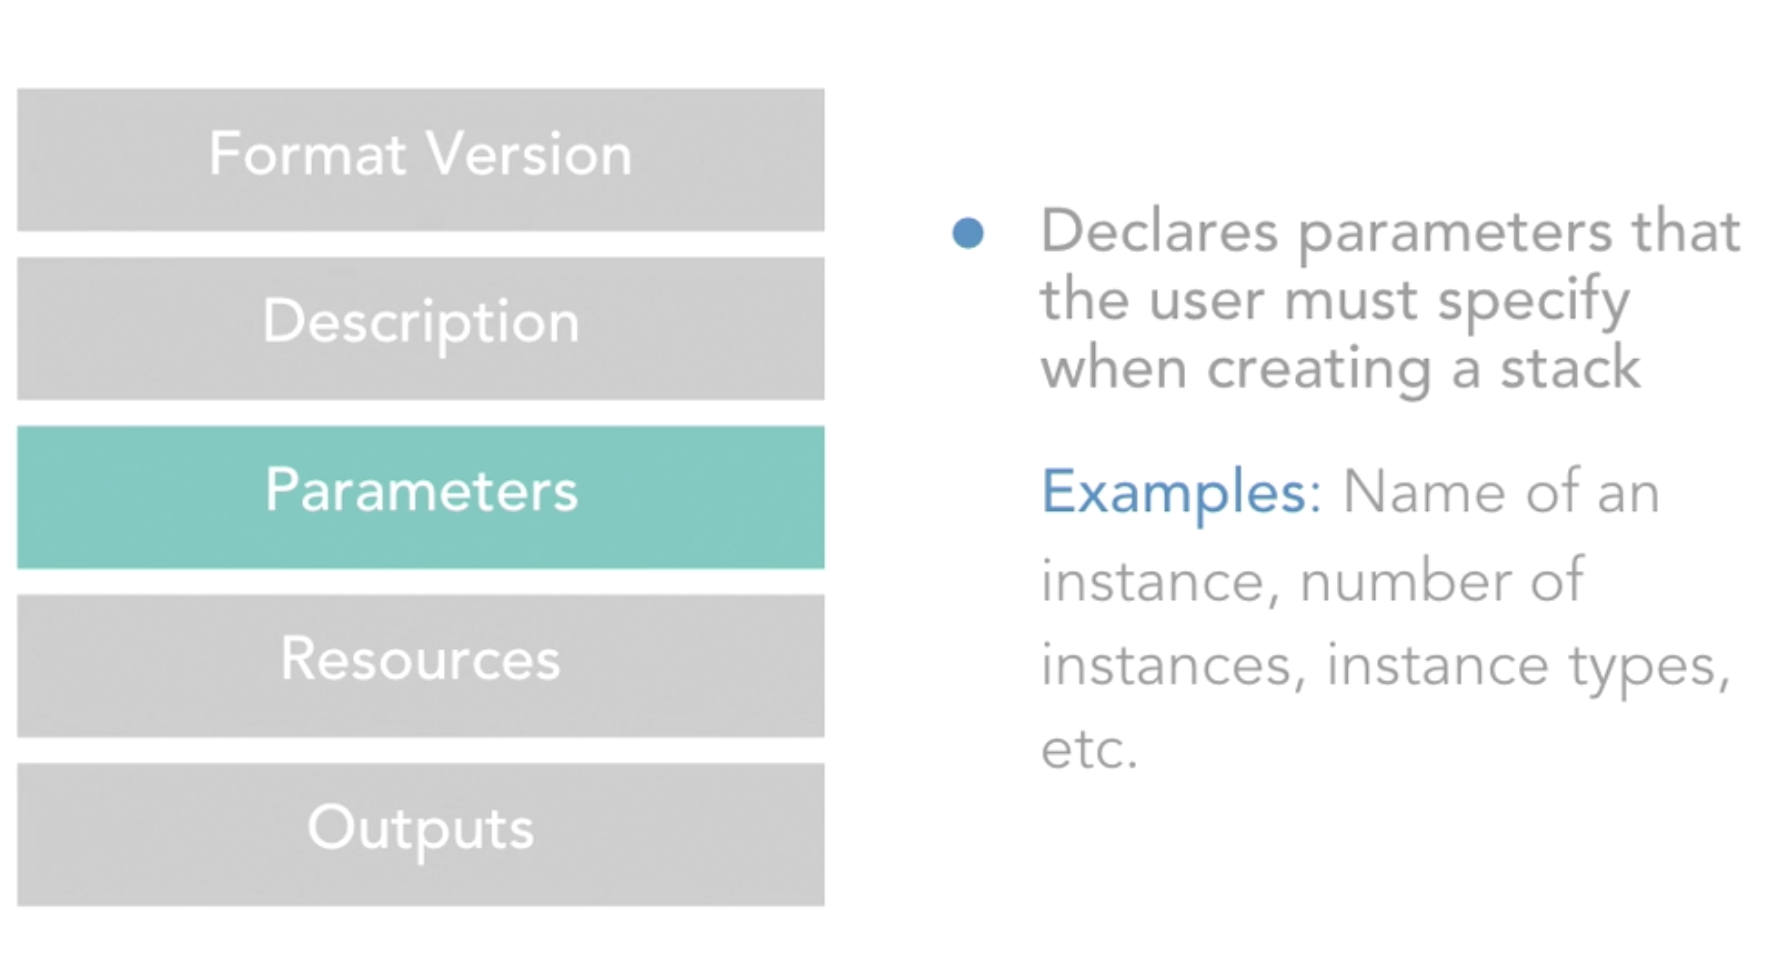 Format Version
Description
Parameters
Resources
Outputs
Declares parameters that
the user must specify
when creating a stack
Examples: Name of an
instance, number of
instances, instance types,
etc.